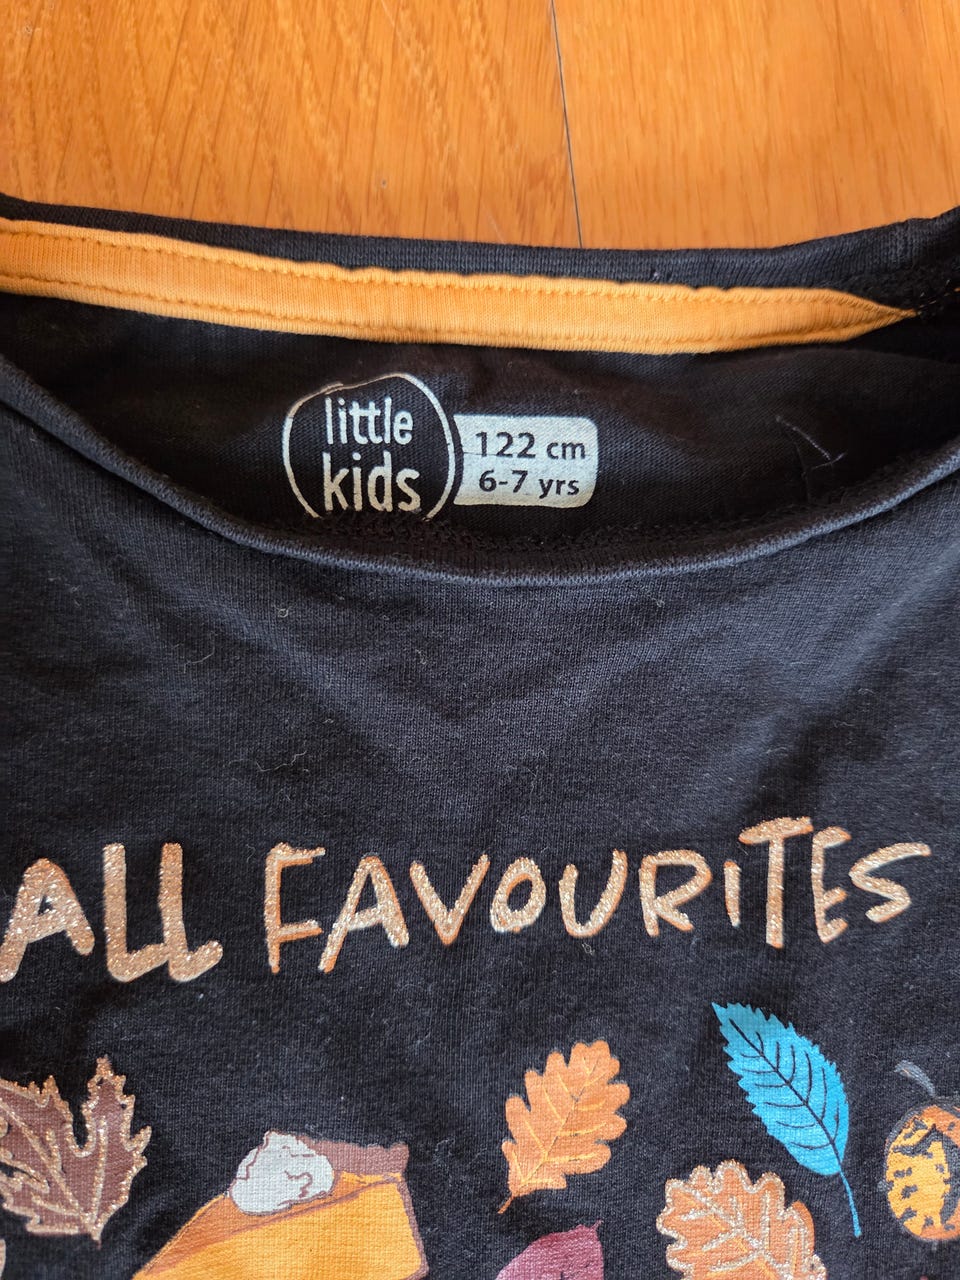 little
kids
122 cm
6-7 yrs
ALL FAVOURITES